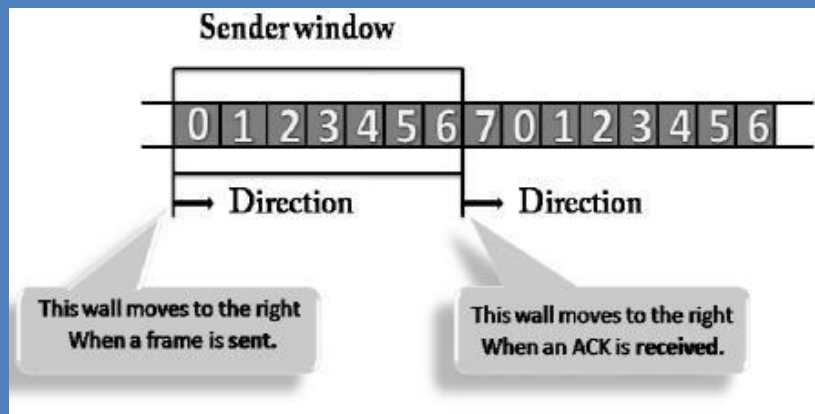 Sender window
0 1 2 3 4 5 6 7 0 1 2 3 4 5 6
Direction Direction
This wall moves to the right
When a frame is sent.
This wall moves to the right
When an ACK is received.